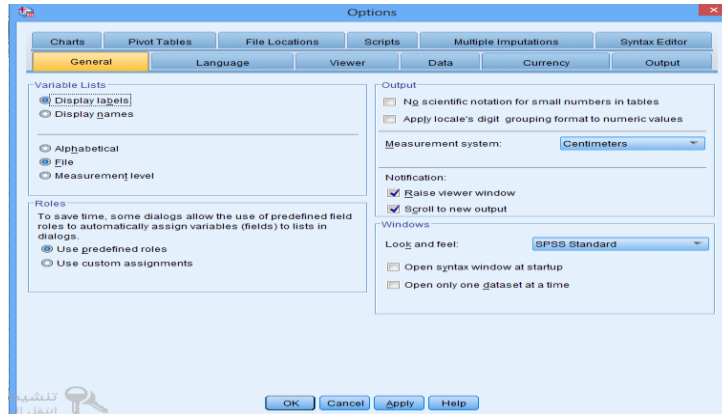 Options
Charts
Pivot Tables
File Locations
Scripts
Multiple Imputations
Syntax Editor
General
Language
Viewer
Data
Currency
Output
Variable Lists
Display labels
Display names
Alphabetical
File
Measurement level
Roles
To save time, some dialogs allow the use of predefined field
roles to automatically assign variables (fields) to lists in
dialogs.
Use predefined roles
Use custom assignments
Output
No scientific notation for small numbers in tables
Apply locale's digit grouping format to numeric values
Measurement system: Centimeters
Notification:
Raise viewer window
Scroll to new output
Windows
Look and feel: SPSS Standard
Open syntax window at startup
Open only one dataset at a time
OK
Cancel
Apply
Help